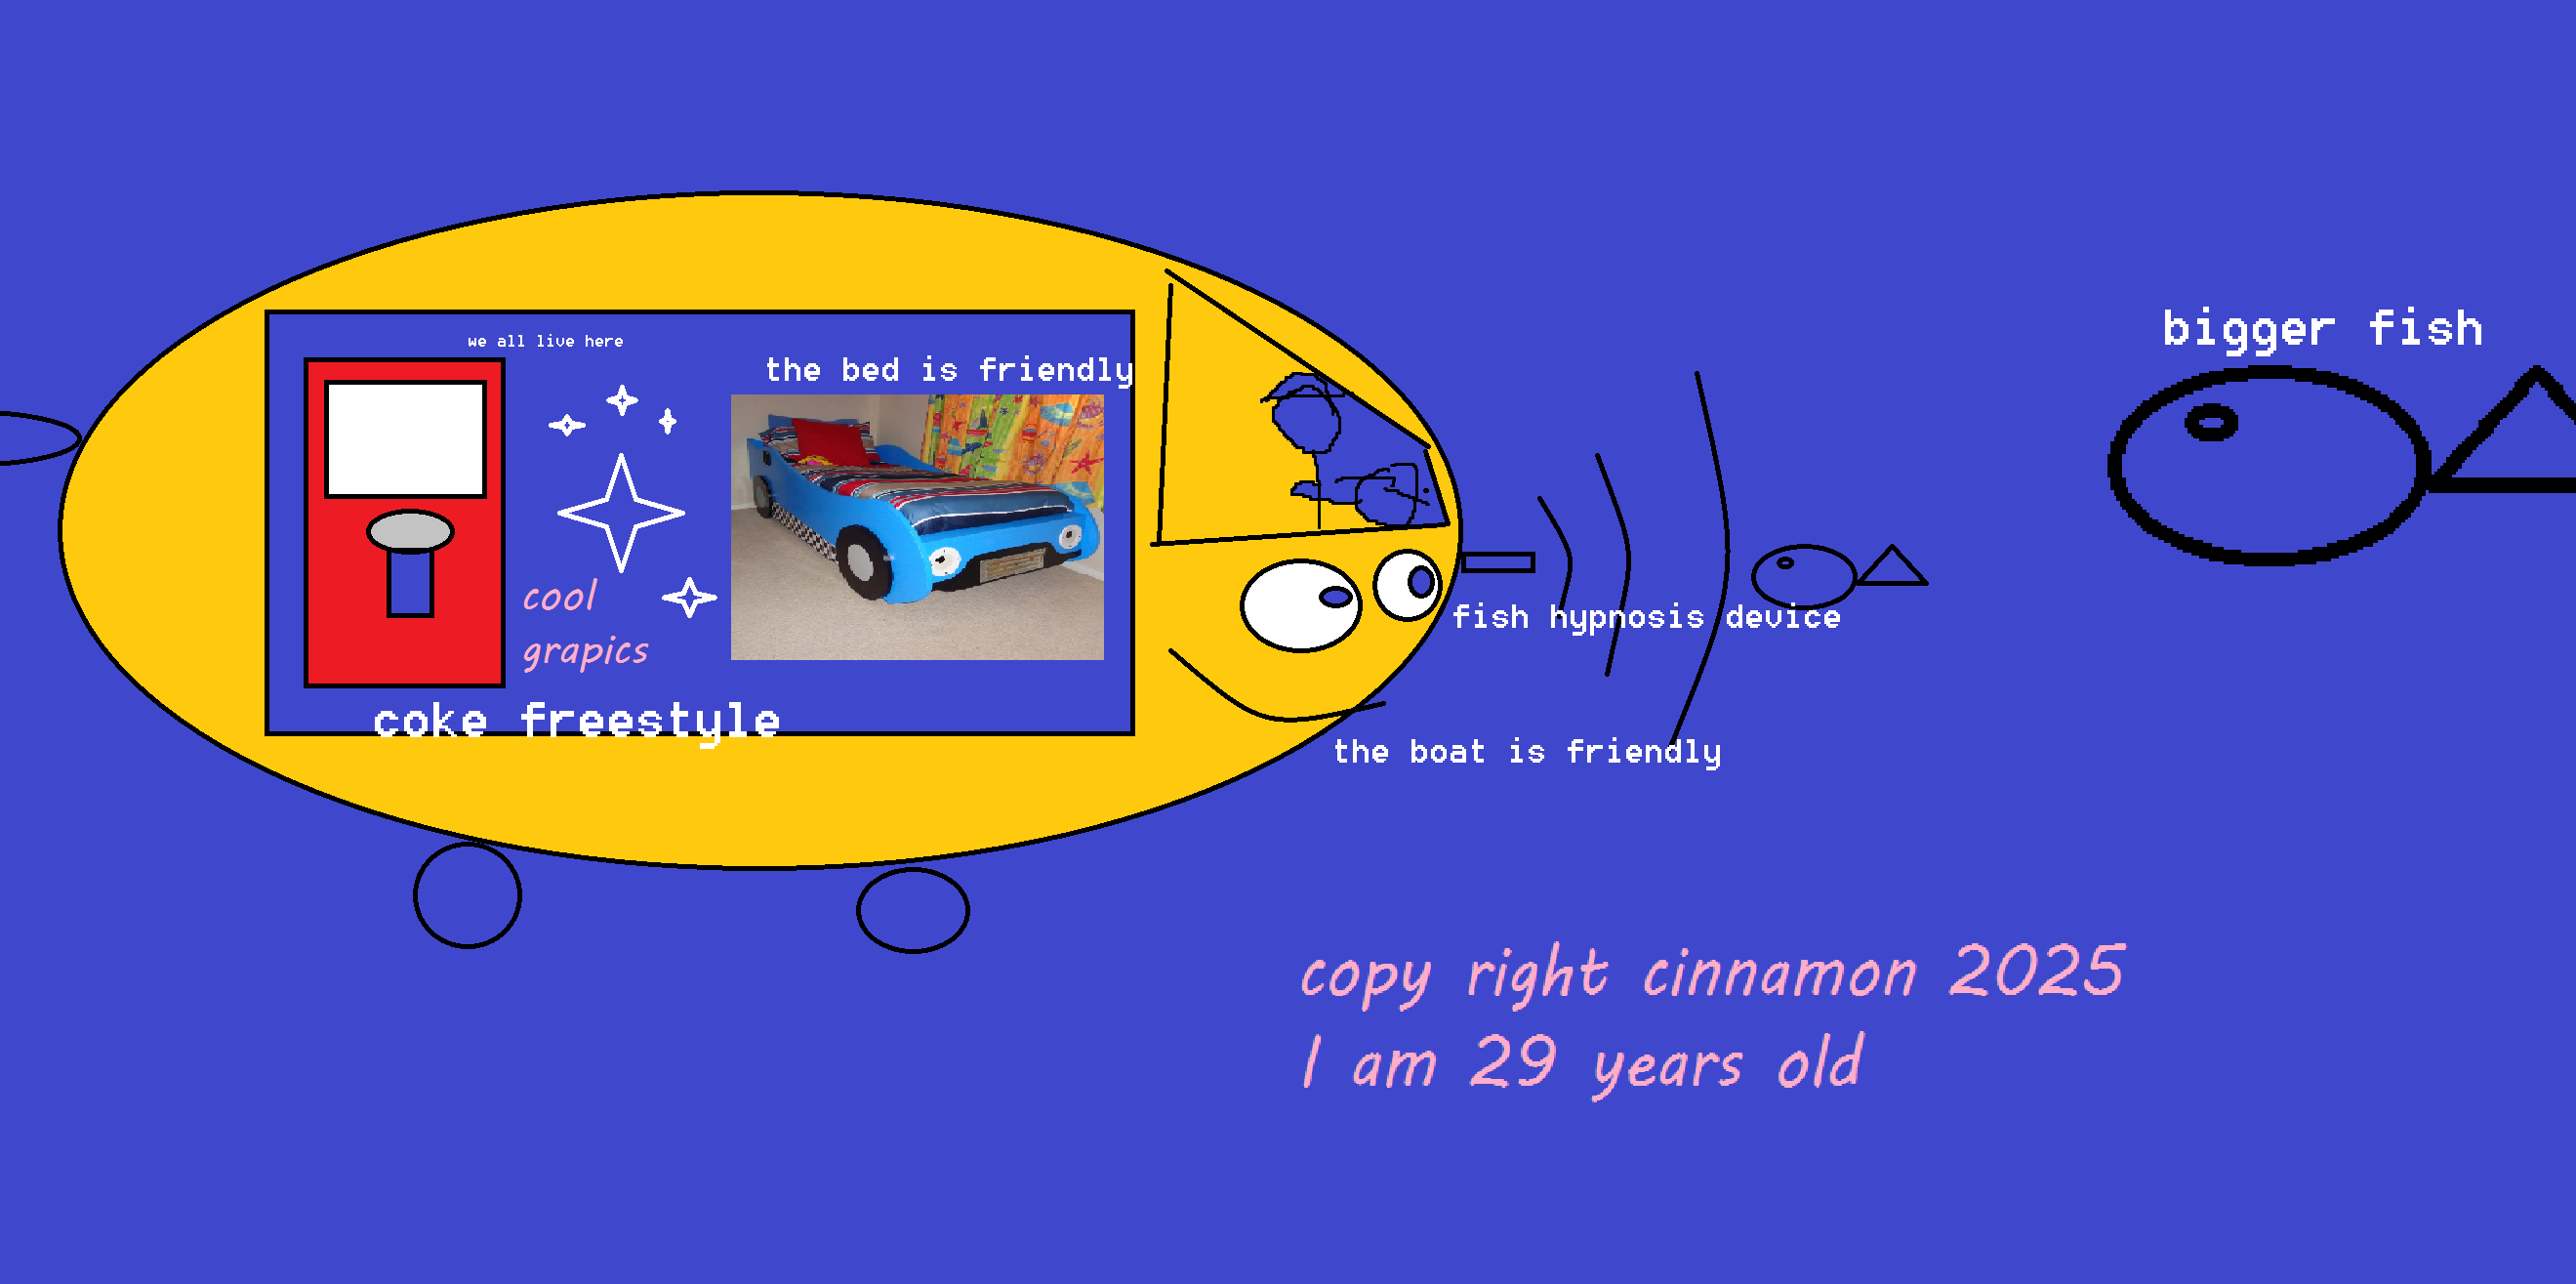 we all live here
the bed is friendly
bigger fish
cool
grapics
coke freestyle
fish hypnosis device
the boat is friendly
copy right cinnamon 2025
I am 29 years old